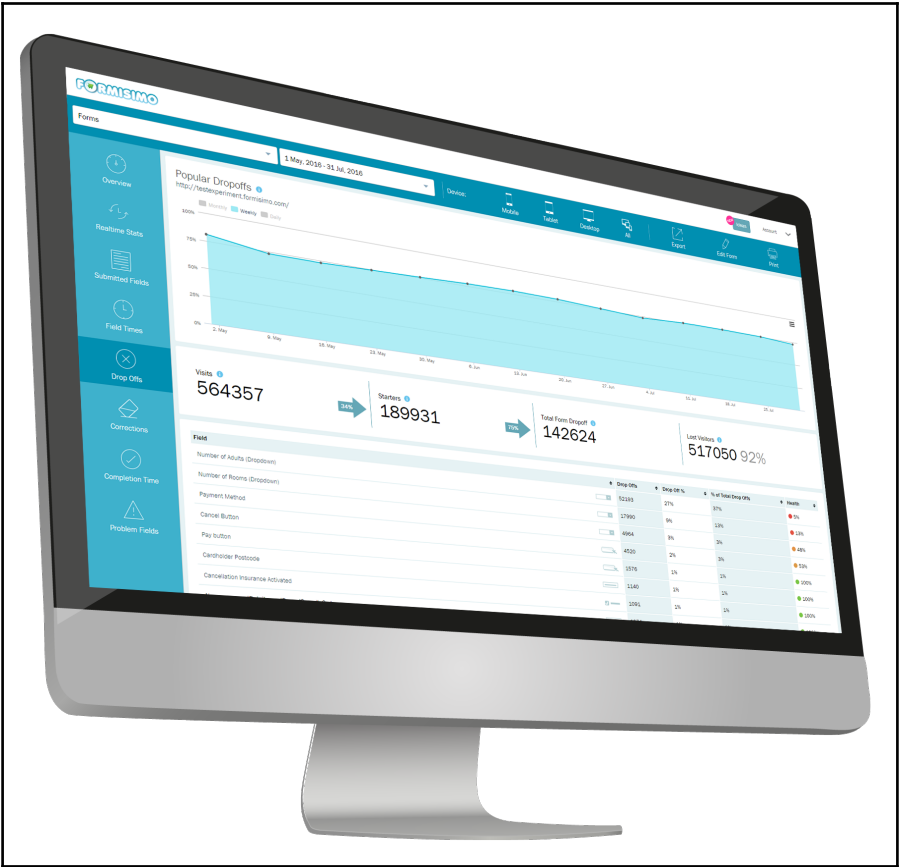 FORMISIMO
Forms
1 May, 2016 - 31 Jul, 2016
Device:
Mobile
Tablet
Desktop
All
Export
Edit Form
Print
Account
Overview
Realtime Stats
Submitted Fields
Field Times
Drop Offs
Corrections
Completion Time
Problem Fields
Popular Dropoffs
http://testexperiment.formisimo.com/
Monthly Weekly Daily
100%
75%
50%
25%
0%
2. May
9. May
16. May
23. May
30. May
6. Jun
13. Jun
20. Jun
27. Jun
4. Jul
11. Jul
18. Jul
25. Jul
Visits
564357
34%
Starters
189931
75%
Total Form Dropoff
142624
Lost Visitors
517050 92%
Field Drop Offs Drop Off % % of Total Drop Offs Health
Number of Adults (Dropdown) 52193 27% 37% 5%
Number of Rooms (Dropdown) 17990 9% 13% 13%
Payment Method 4964 3% 3% 48%
Cancel Button 4520 2% 3% 53%
Pay button 1576 1% 1% 100%
Cardholder Postcode 1140 1% 1% 100%
Cancellation Insurance Activated 1091 1% 1% 100%